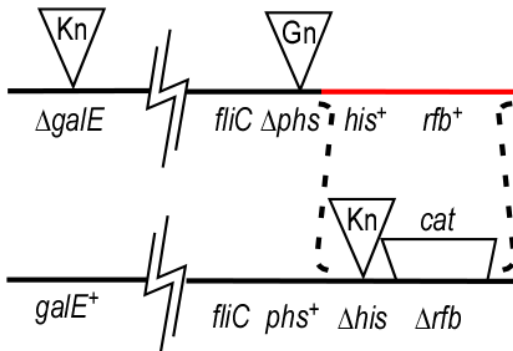 Kn Gn
ΔgalE fliC Δphs his⁺ rfb⁺
Kn cat
galE⁺ fliC phs⁺ Δhis Δrfb